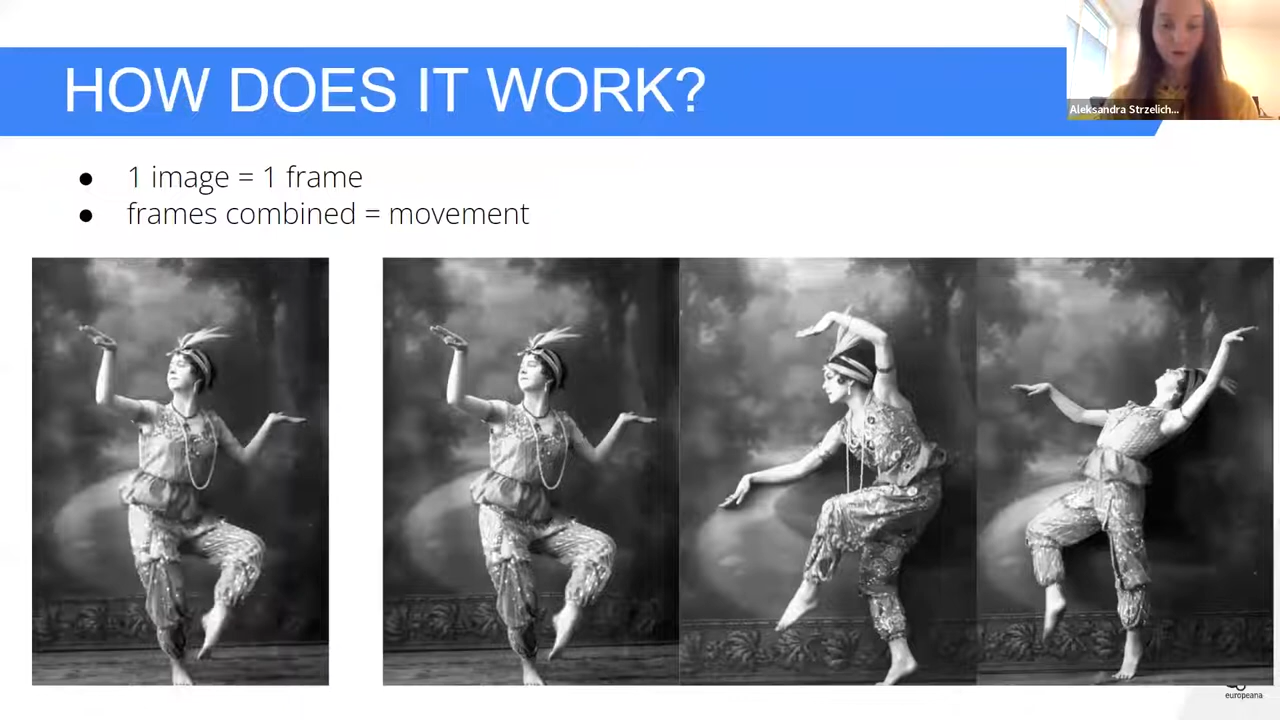 HOW DOES IT WORK?
Aleksandra Strzelich...
● 1 image = 1 frame
● frames combined = movement
europeana